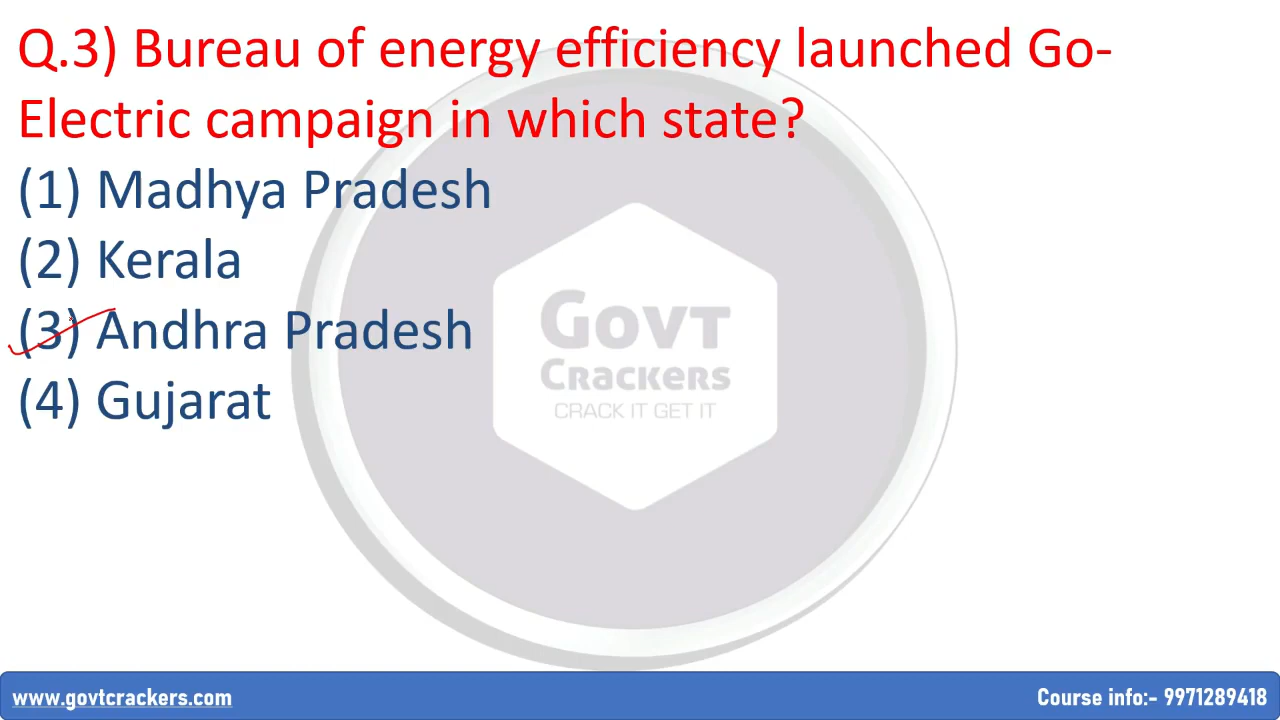 Q.3) Bureau of energy efficiency launched Go-
Electric campaign in which state?
(1) Madhya Pradesh
(2) Kerala
(3) Andhra Pradesh
(4) Gujarat
GOVT
CRACKERS
CRACK IT GET IT
www.govtcrackers.com
Course info:- 9971289418